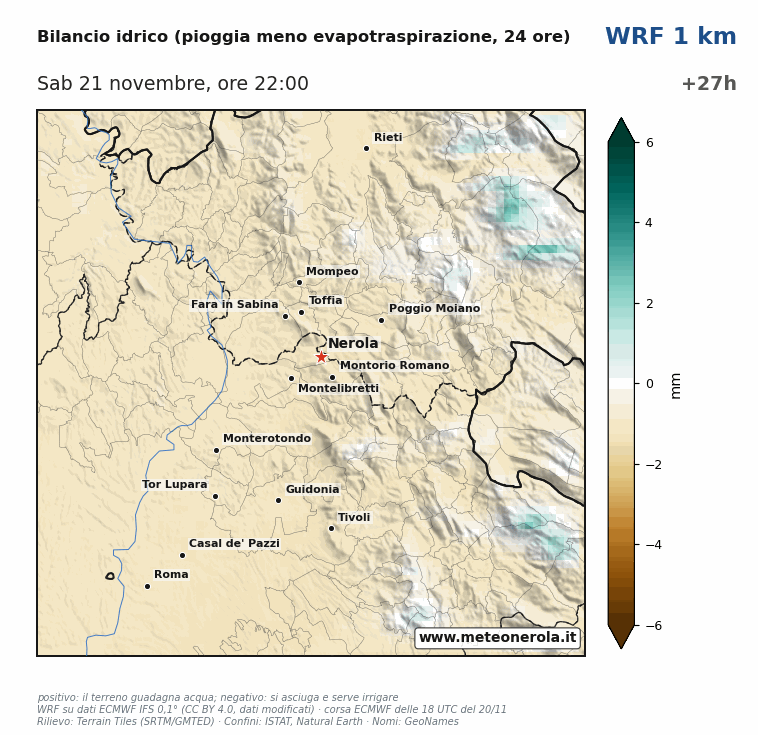 Bilancio idrico (pioggia meno evapotraspirazione, 24 ore)
WRF 1 km
Sab 21 novembre, ore 22:00
+27h
Rieti
Mompeo
Toffia
Fara in Sabina
Poggio Moiano
Nerola
Montorio Romano
Montelibretti
Monterotondo
Tor Lupara
Guidonia
Tivoli
Casal de' Pazzi
Roma
www.meteonerola.it
6
4
2
0
−2
−4
−6
mm
positivo: il terreno guadagna acqua; negativo: si asciuga e serve irrigare
WRF su dati ECMWF IFS 0,1° (CC BY 4.0, dati modificati) · corsa ECMWF delle 18 UTC del 20/11
Rilievo: Terrain Tiles (SRTM/GMTED) · Confini: ISTAT, Natural Earth · Nomi: GeoNames